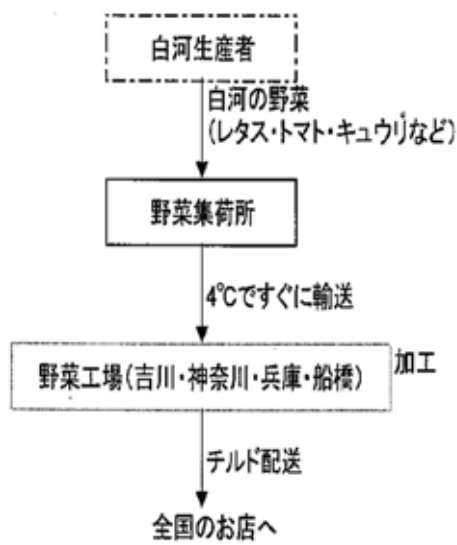 白河生産者
白河の野菜
(レタス・トマト・キュウリなど)
野菜集荷所
4℃ですぐに輸送
野菜工場(吉川・神奈川・兵庫・船橋)
加工
チルド配送
全国のお店へ